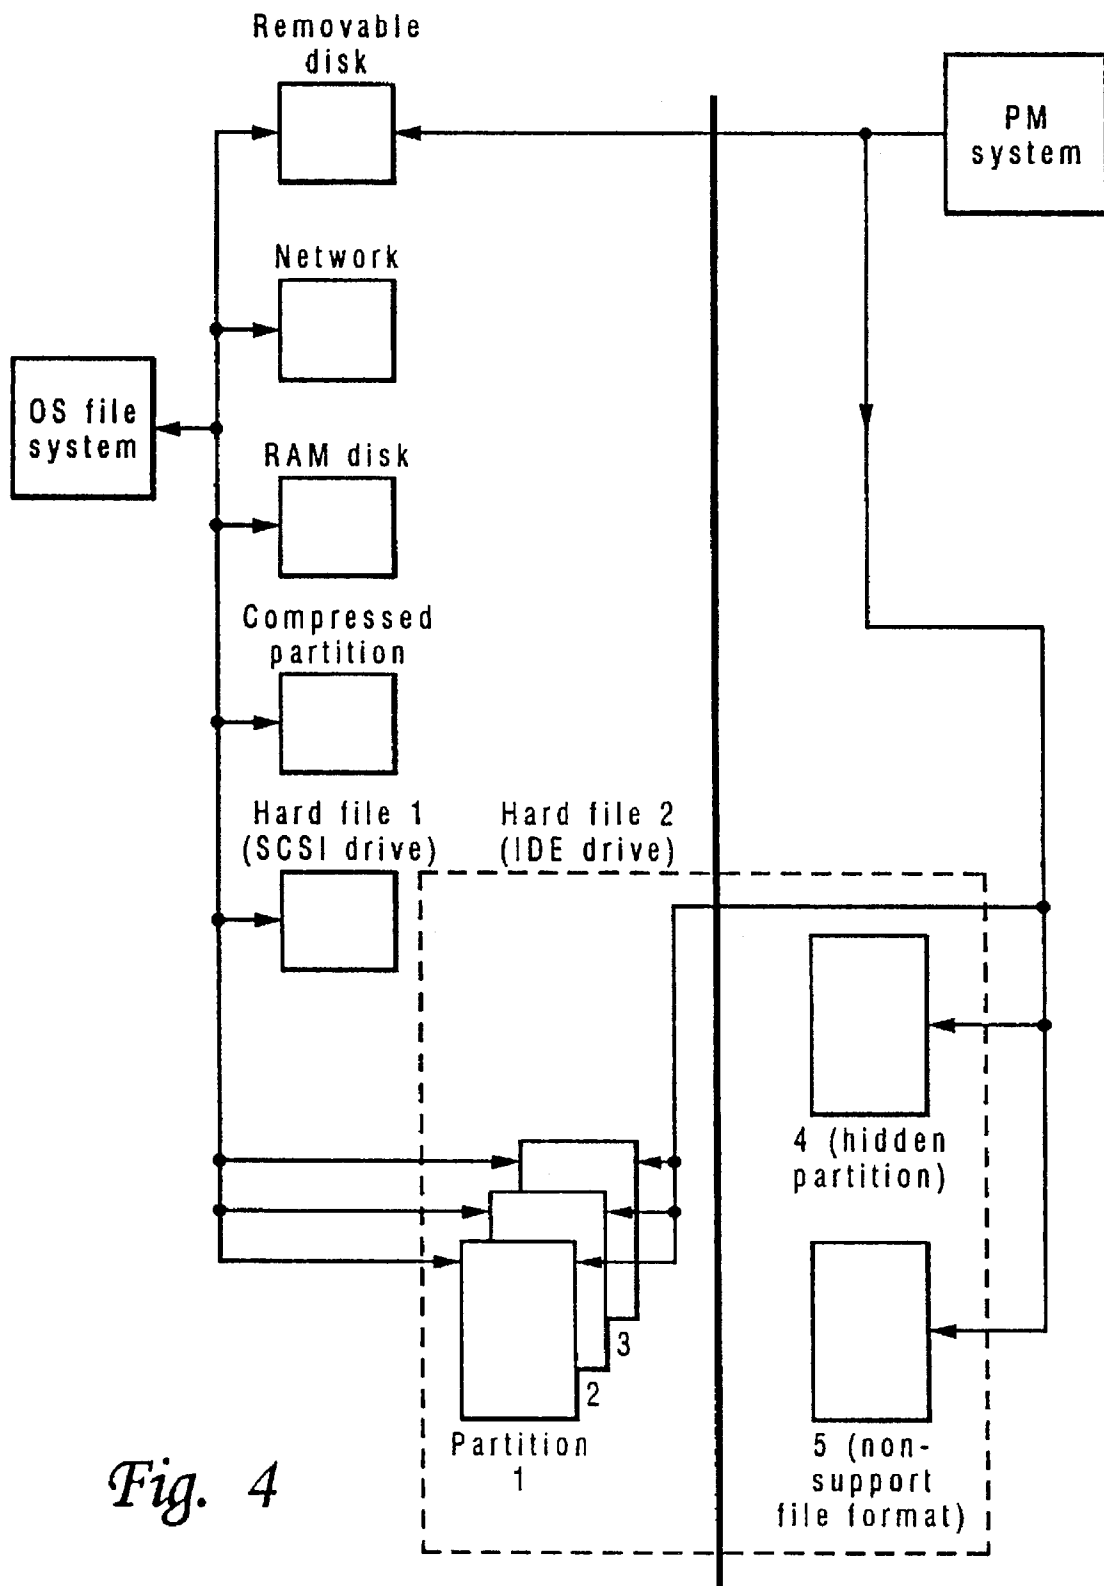 Removable
disk
PM
system
Network
OS file
system
RAM disk
Compressed
partition
Hard file 1
(SCSI drive)
Hard file 2
(IDE drive)
4 (hidden
partition)
3
2
Partition
1
5 (non-
support
file format)
Fig. 4